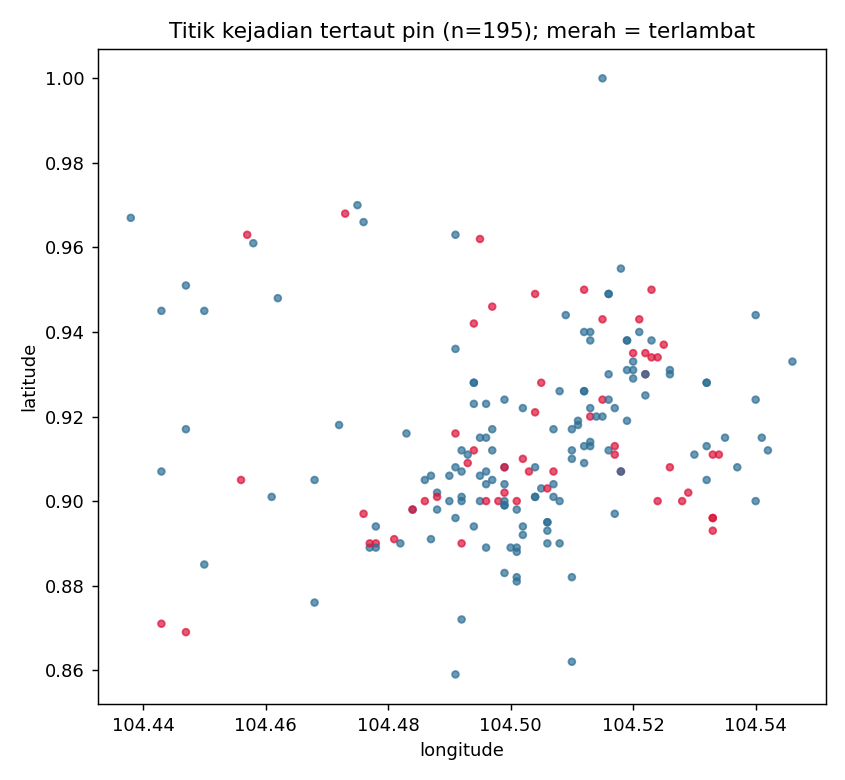 Titik kejadian tertaut pin (n=195); merah = terlambat
1.00
0.98
0.96
0.94
0.92
0.90
0.88
0.86
latitude
104.44 104.46 104.48 104.50 104.52 104.54
longitude